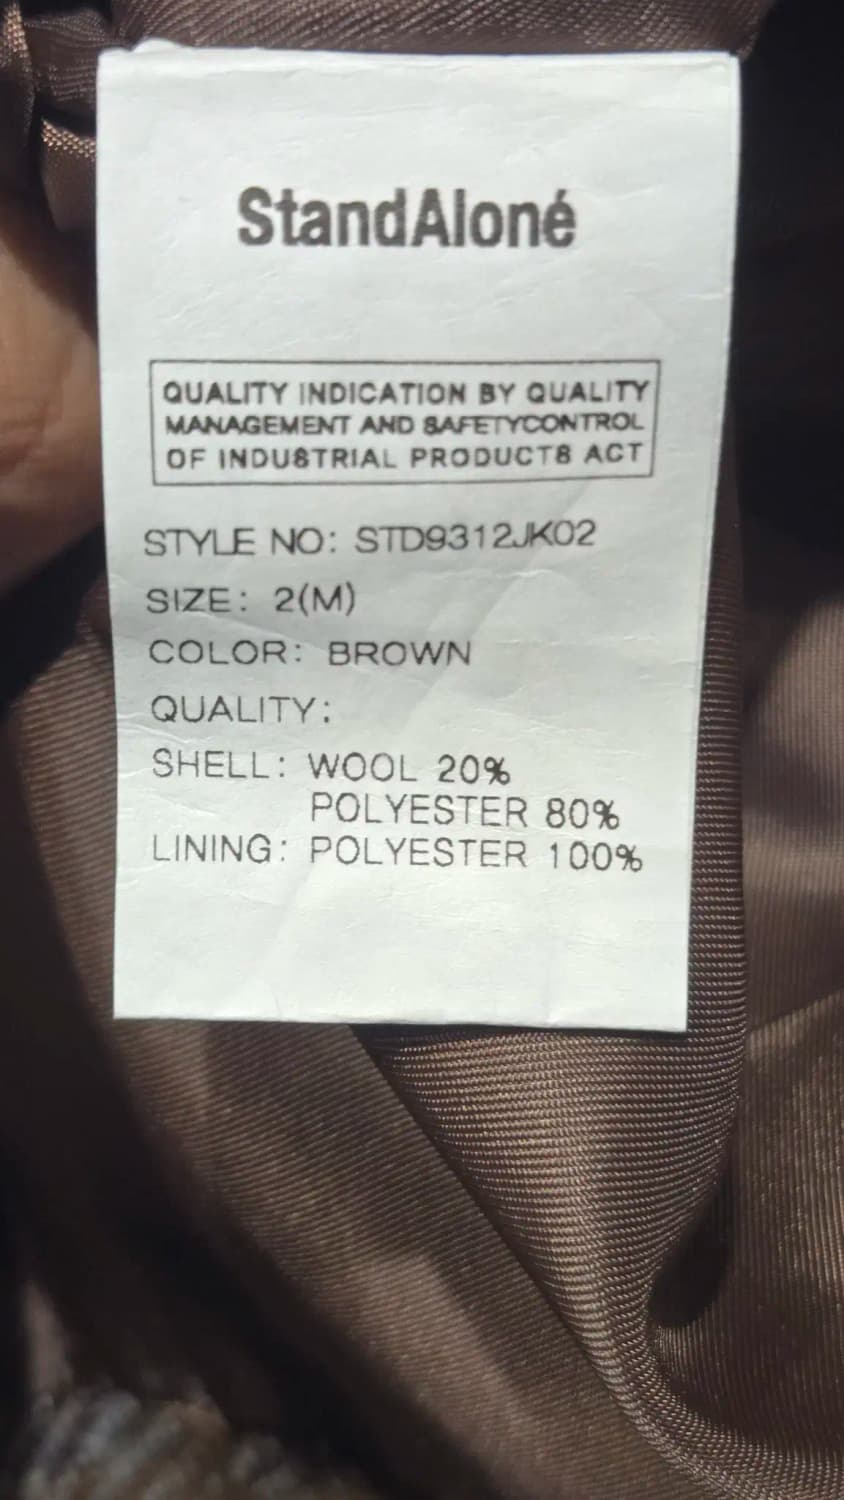 StandAloné
QUALITY INDICATION BY QUALITY
MANAGEMENT AND SAFETYCONTROL
OF INDUSTRIAL PRODUCTS ACT
STYLE NO: STD9312JK02
SIZE: 2(M)
COLOR: BROWN
QUALITY:
SHELL: WOOL 20%
POLYESTER 80%
LINING: POLYESTER 100%